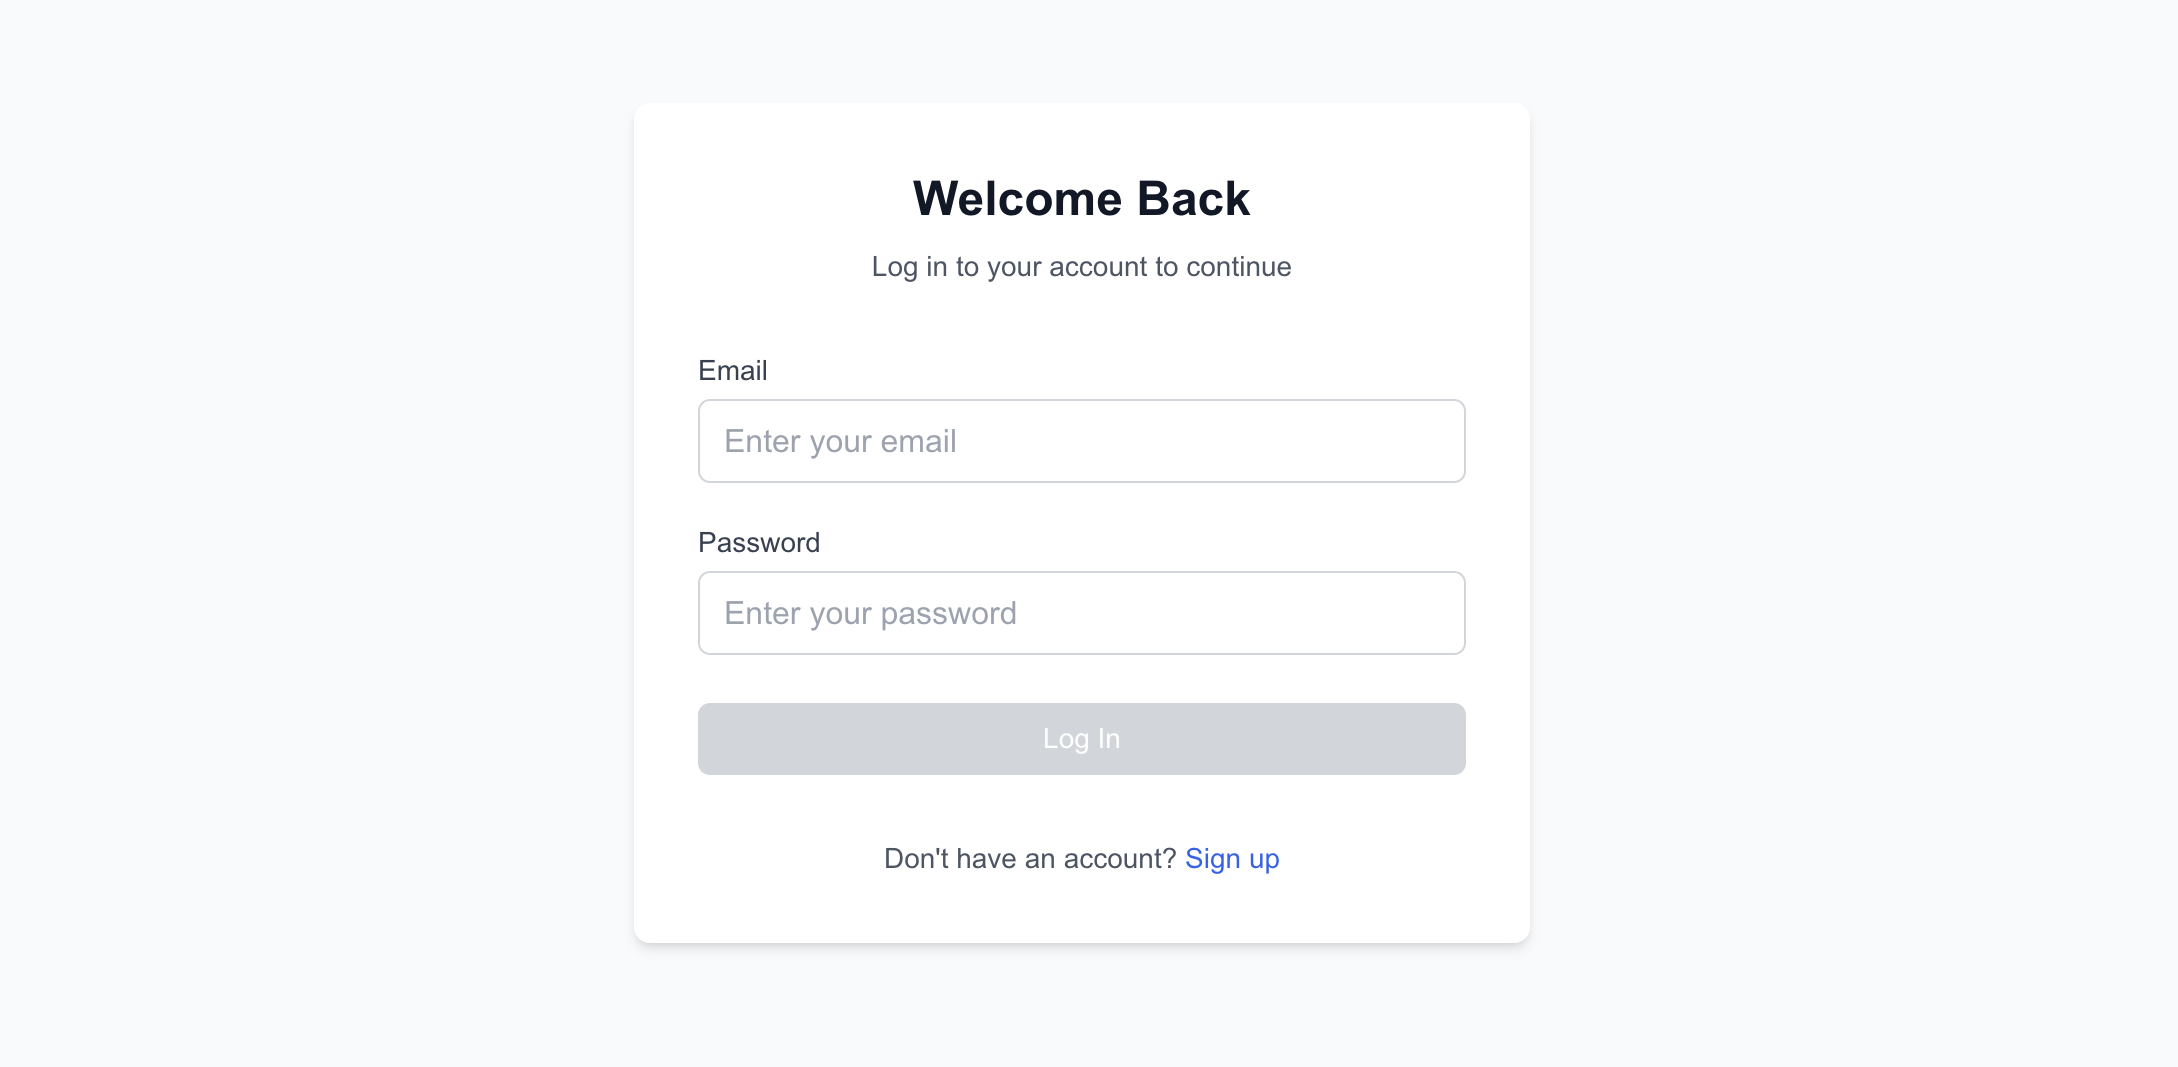 Welcome Back
Log in to your account to continue
Email
Enter your email
Password
Enter your password
Log In
Don't have an account? Sign up